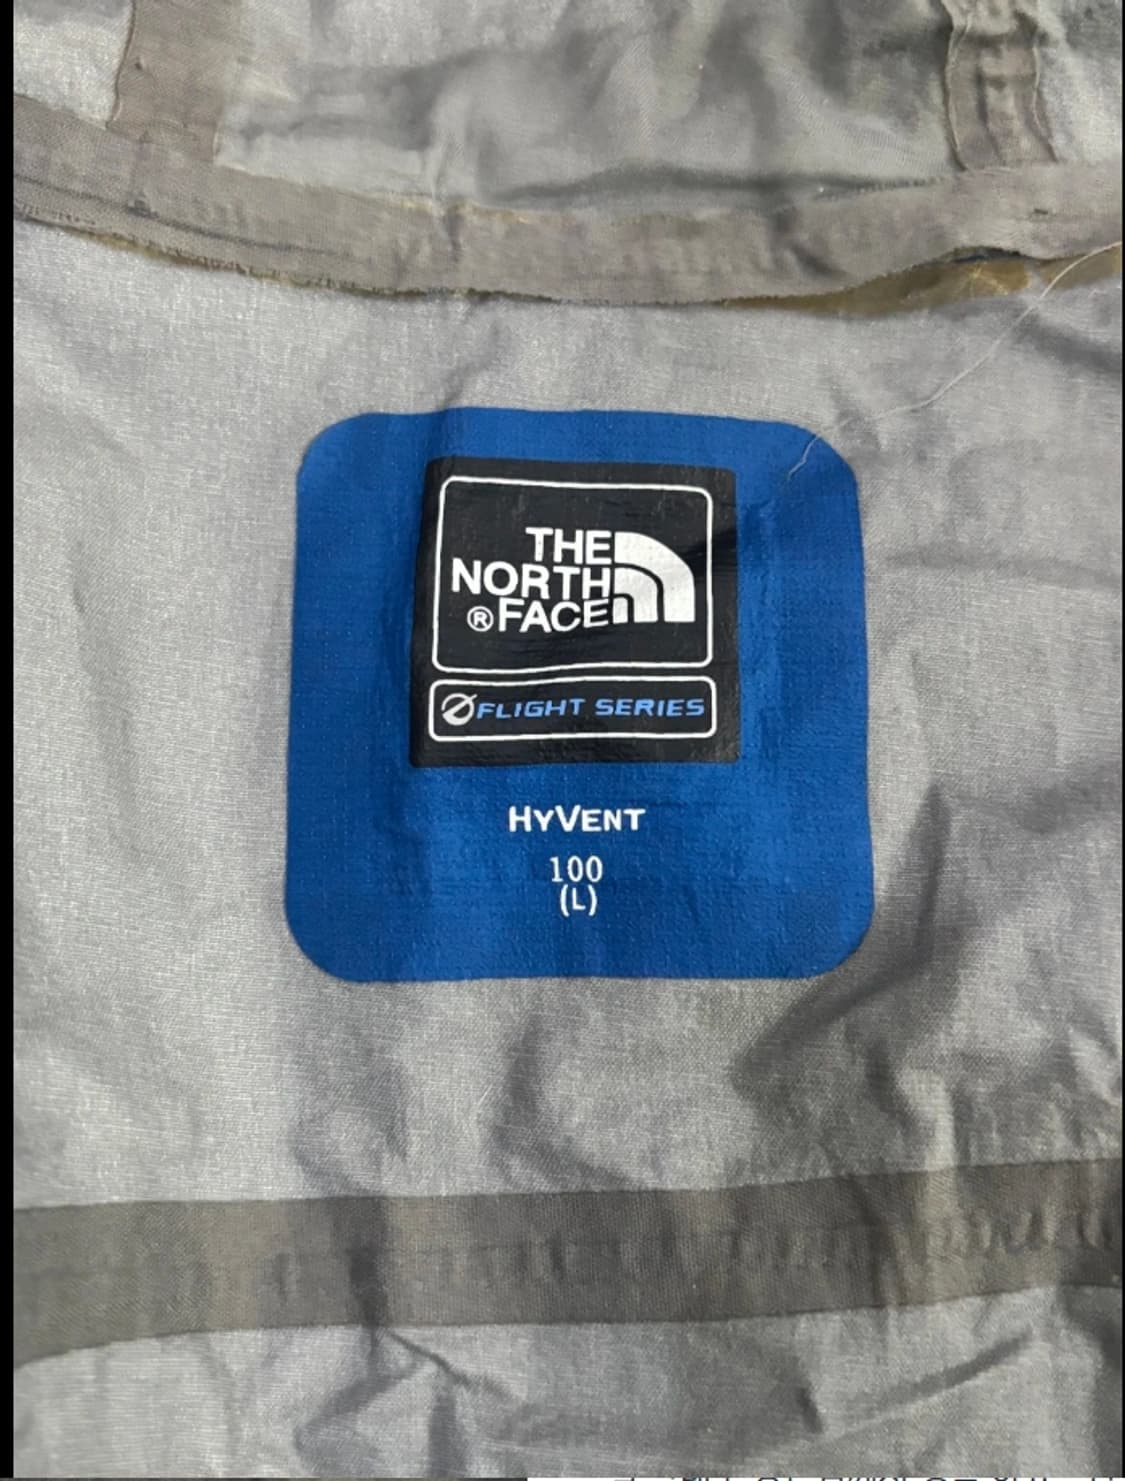 THE
NORTH
®FACE
FLIGHT SERIES
HYVENT
100
(L)